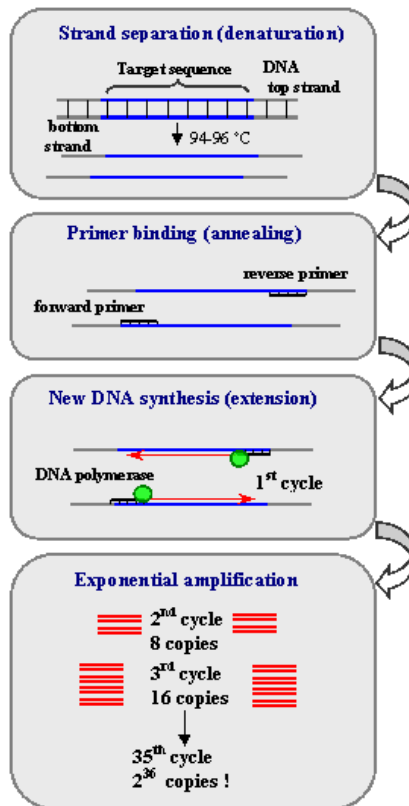 Strand separation (denaturation)
Target sequence
DNA
top strand
bottom
strand
94-96 °C
Primer binding (annealing)
reverse primer
forward primer
New DNA synthesis (extension)
DNA polymerase
1st cycle
Exponential amplification
2nd cycle
8 copies
3rd cycle
16 copies
35th cycle
2^36 copies !